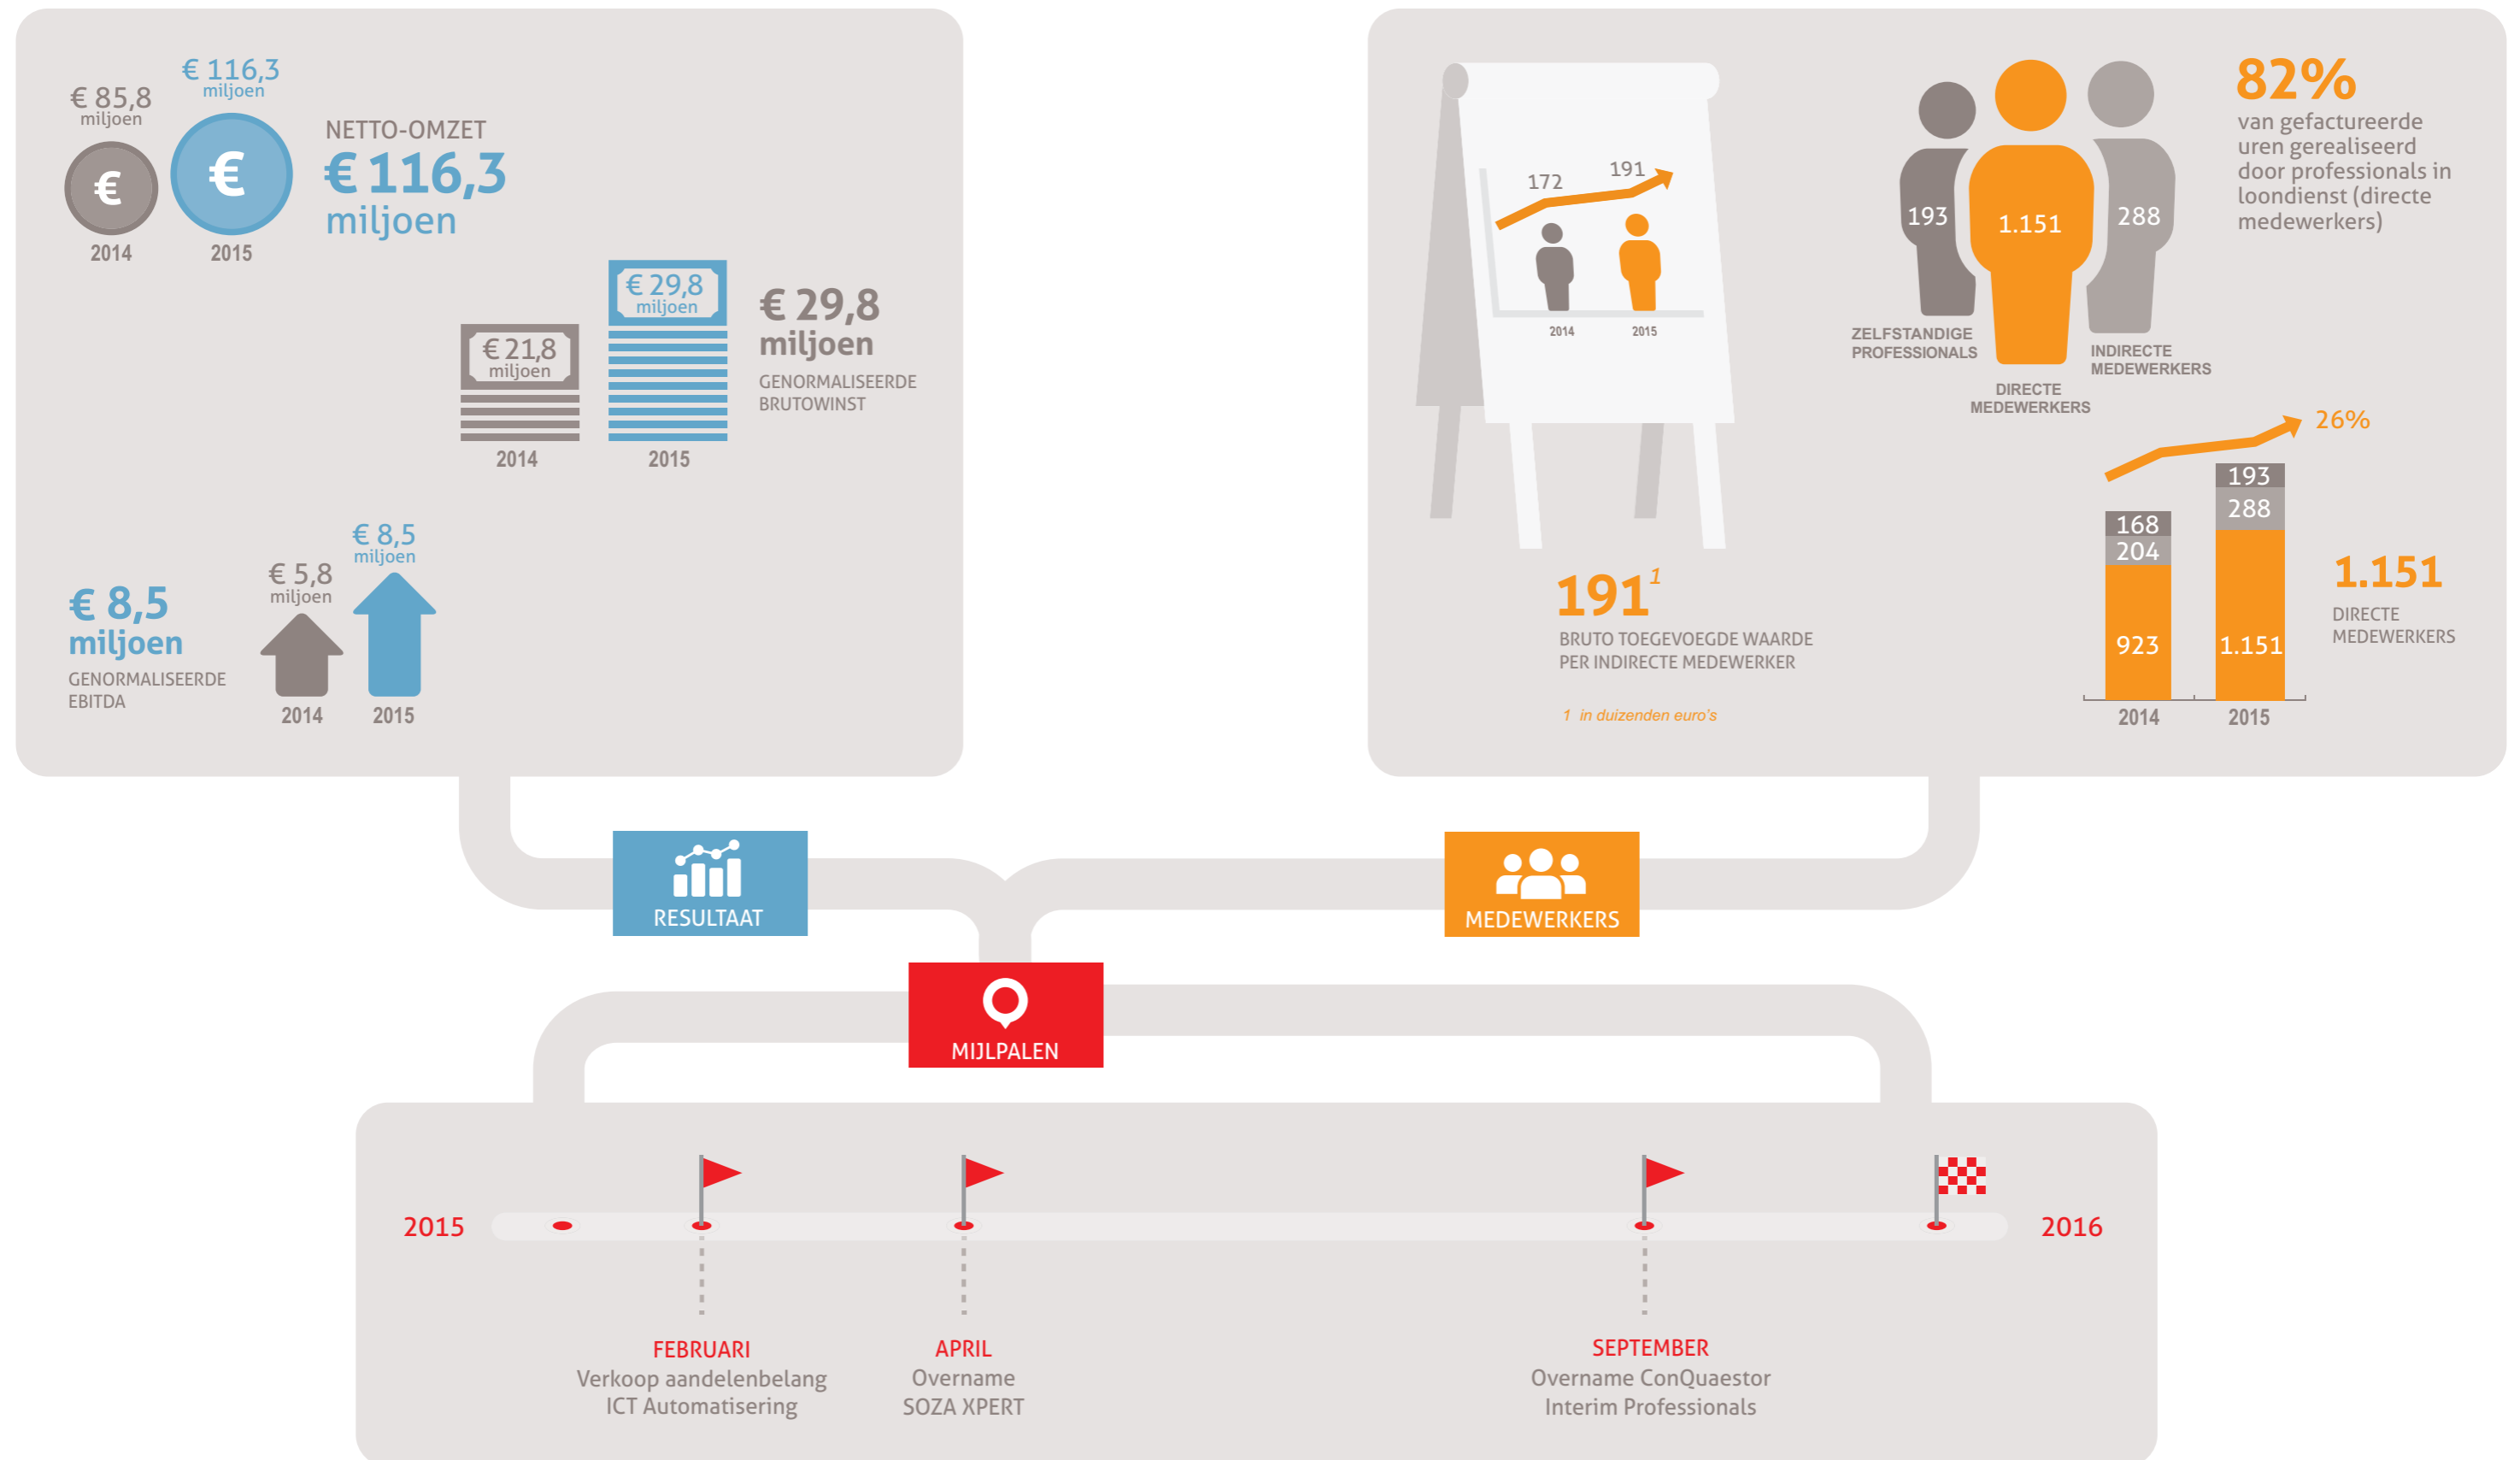 € 85,8
miljoen
€ 116,3
miljoen
€
€
2014
2015
NETTO-OMZET
€ 116,3
miljoen
€ 21,8
miljoen
€ 29,8
miljoen
2014
2015
€ 29,8
miljoen
GENORMALISEERDE
BRUTOWINST
€ 8,5
miljoen
GENORMALISEERDE
EBITDA
€ 5,8
miljoen
€ 8,5
miljoen
2014
2015
172
191
2014
2015
191¹
BRUTO TOEGEVOEGDE WAARDE
PER INDIRECTE MEDEWERKER
1 in duizenden euro's
193
1.151
288
ZELFSTANDIGE
PROFESSIONALS
DIRECTE
MEDEWERKERS
INDIRECTE
MEDEWERKERS
82%
van gefactureerde
uren gerealiseerd
door professionals in
loondienst (directe
medewerkers)
26%
168
204
923
193
288
1.151
2014
2015
1.151
DIRECTE
MEDEWERKERS
RESULTAAT
MEDEWERKERS
MIJLPALEN
2015
2016
FEBRUARI
Verkoop aandelenbelang
ICT Automatisering
APRIL
Overname
SOZA XPERT
SEPTEMBER
Overname ConQuaestor
Interim Professionals